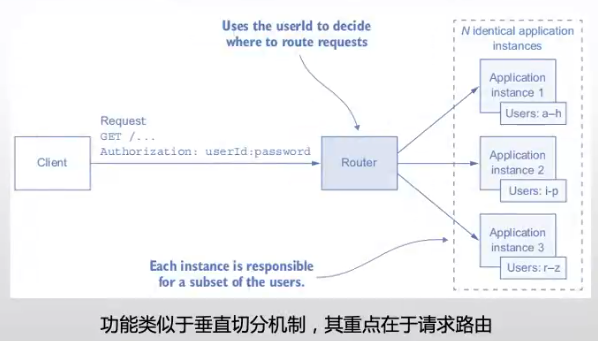 Uses the userId to decide
where to route requests
N identical application
instances
Request
GET /...
Authorization: userId:password
Client
Router
Application
instance 1
Users: a–h
Application
instance 2
Users: i-p
Application
instance 3
Users: r–z
Each instance is responsible
for a subset of the users.
功能类似于垂直切分机制，其重点在于请求路由